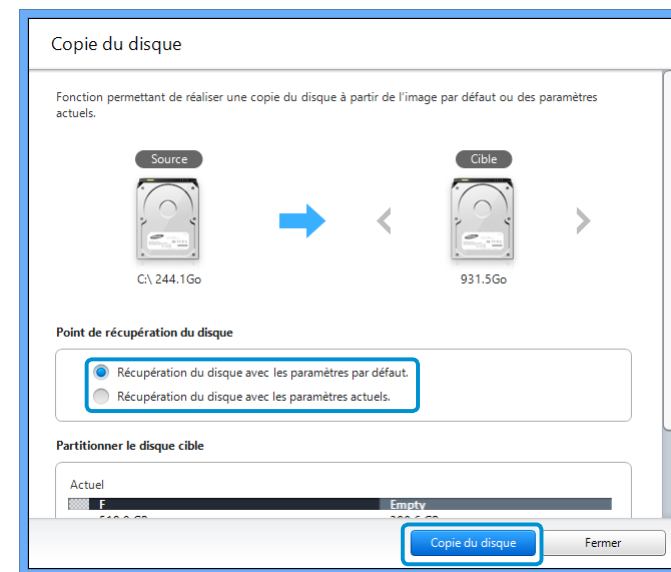 Copie du disque
Fonction permettant de réaliser une copie du disque à partir de l'image par défaut ou des paramètres
actuels.
Source
Cible
C:\ 244.1Go
931.5Go
Point de récupération du disque
Récupération du disque avec les paramètres par défaut.
Récupération du disque avec les paramètres actuels.
Partitionner le disque cible
Actuel
F
Empty
Copie du disque
Fermer